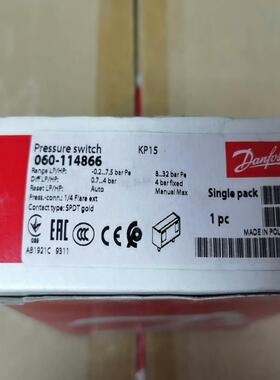 Pressure switch KP15
060-114866
Range LP/HP: -0,2...7,5 bar Pe 8...32 bar Pe
Diff LP/HP: 0,7...4 bar 4 bar fixed
Reset LP/HP: Auto Manual Max
Press.-conn.: 1/4 Flare ext
Contact type: SPDT gold
Danfoss
Single pack
1 pc
EAC
CE
AB1921C 9311
MADE IN POL